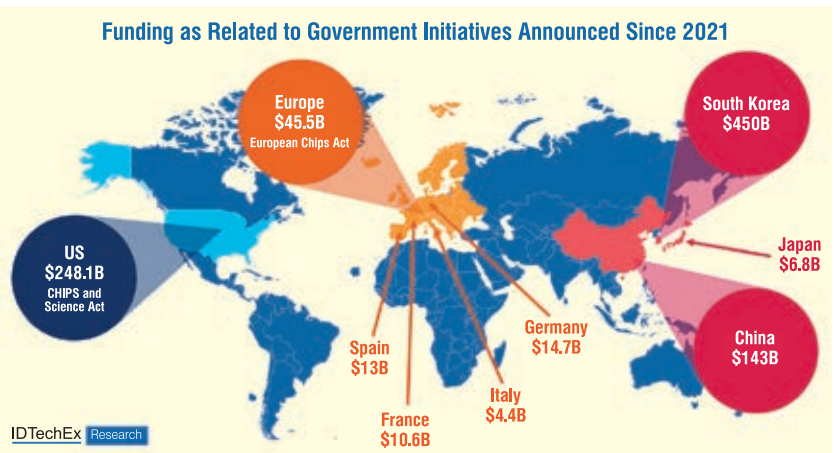 Funding as Related to Government Initiatives Announced Since 2021
Europe
$45.5B
European Chips Act
South Korea
$450B
US
$248.1B
CHIPS and
Science Act
Japan
$6.8B
Germany
$14.7B
Spain
$13B
China
$143B
Italy
$4.4B
France
$10.6B
IDTechEx Research